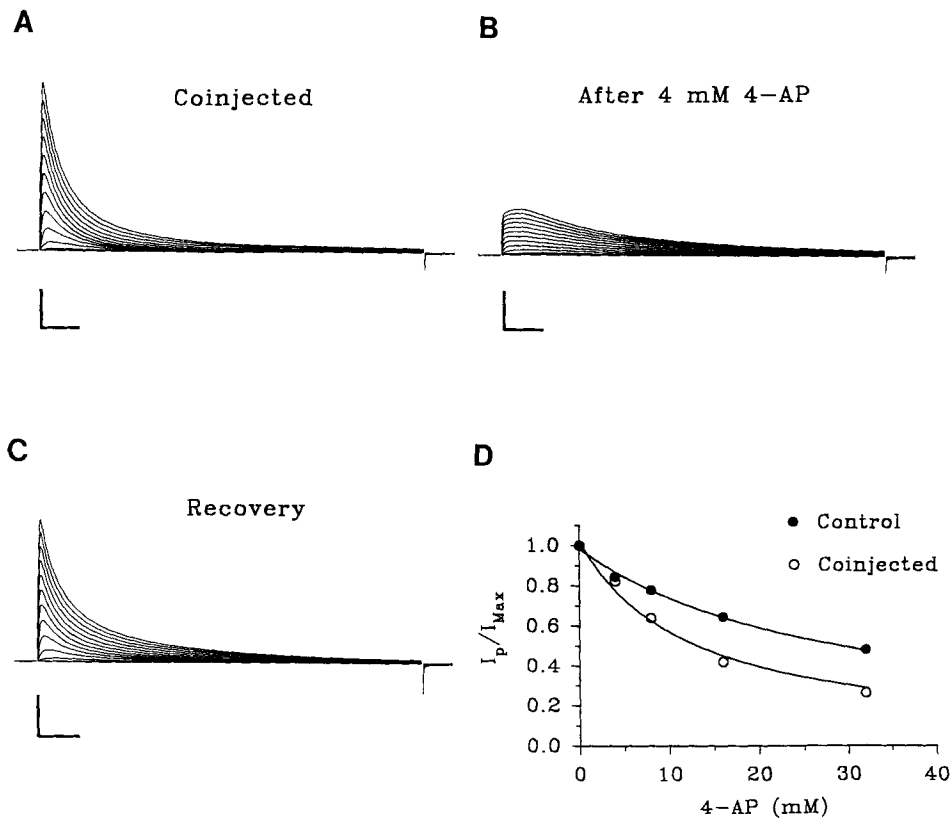 A
B
Coinjected
After 4 mM 4-AP
C
D
Recovery
● Control
○ Coinjected
I_p/I_Max
1.0
0.8
0.6
0.4
0.2
0.0
0 10 20 30 40
4-AP (mM)